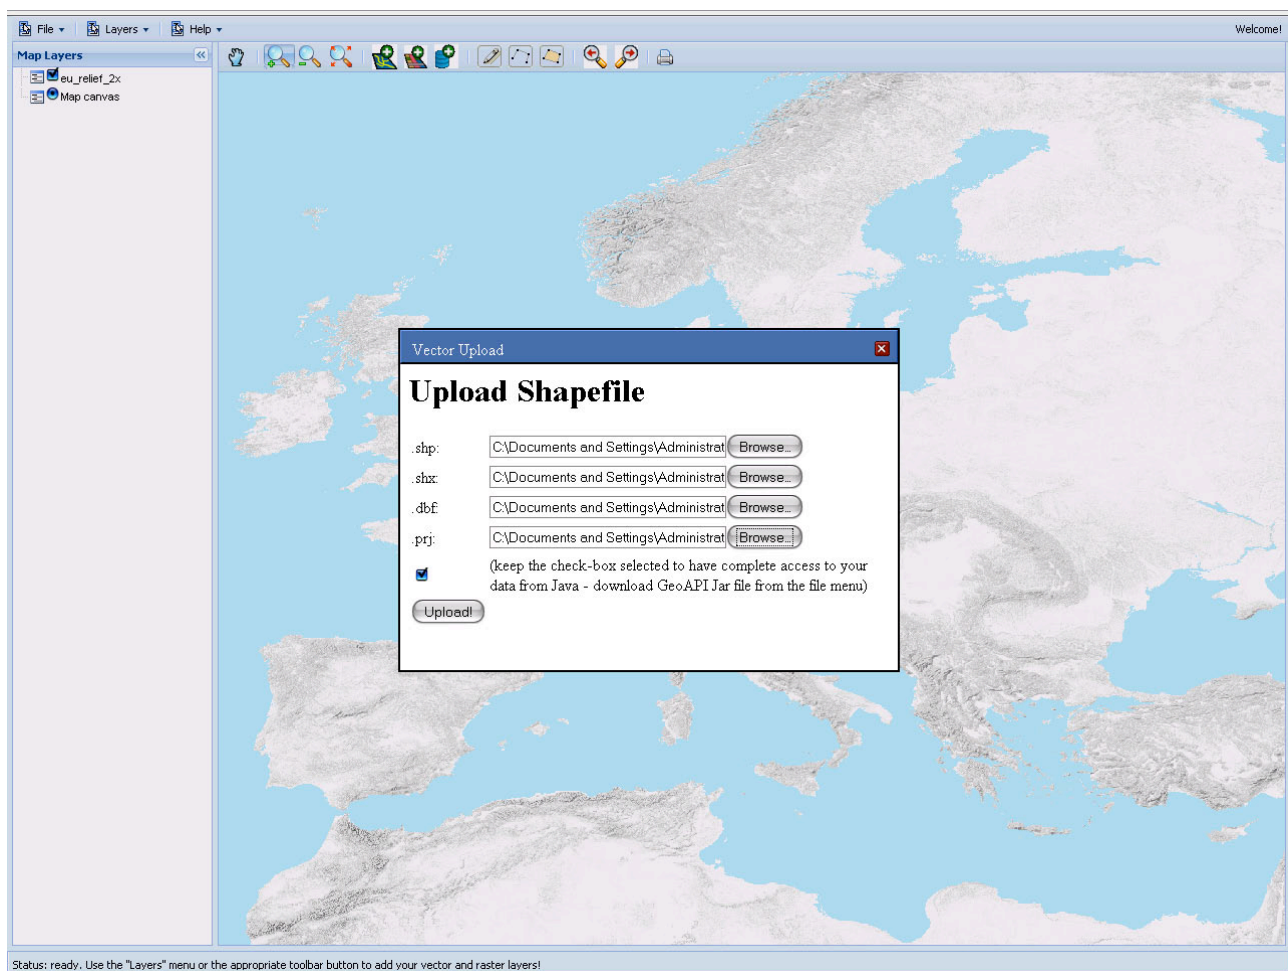 File Layers Help Welcome!
Map Layers
eu_relief_2x
Map canvas
Vector Upload
Upload Shapefile
.shp: C:\Documents and Settings\Administrat Browse...
.shx: C:\Documents and Settings\Administrat Browse...
.dbf: C:\Documents and Settings\Administrat Browse...
.prj: C:\Documents and Settings\Administrat Browse...
(keep the check-box selected to have complete access to your
data from Java - download GeoAPI Jar file from the file menu)
Upload!
Status: ready. Use the "Layers" menu or the appropriate toolbar button to add your vector and raster layers!